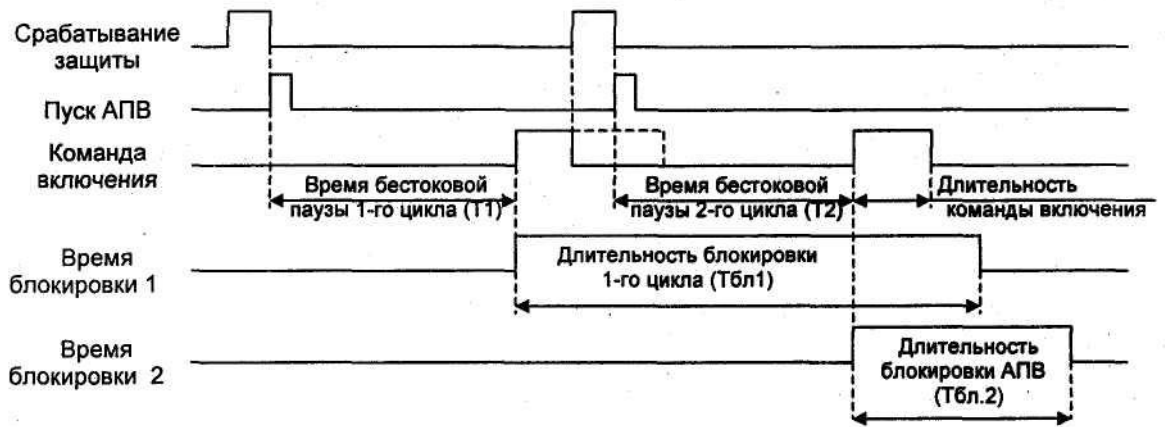 Срабатывание
защиты
Пуск АПВ
Команда
включения
Время бестоковой
паузы 1-го цикла (Т1)
Время бестоковой
паузы 2-го цикла (Т2)
Длительность
команды включения
Время
блокировки 1
Длительность блокировки
1-го цикла (Тбл1)
Время
блокировки 2
Длительность
блокировки АПВ
(Тбл.2)